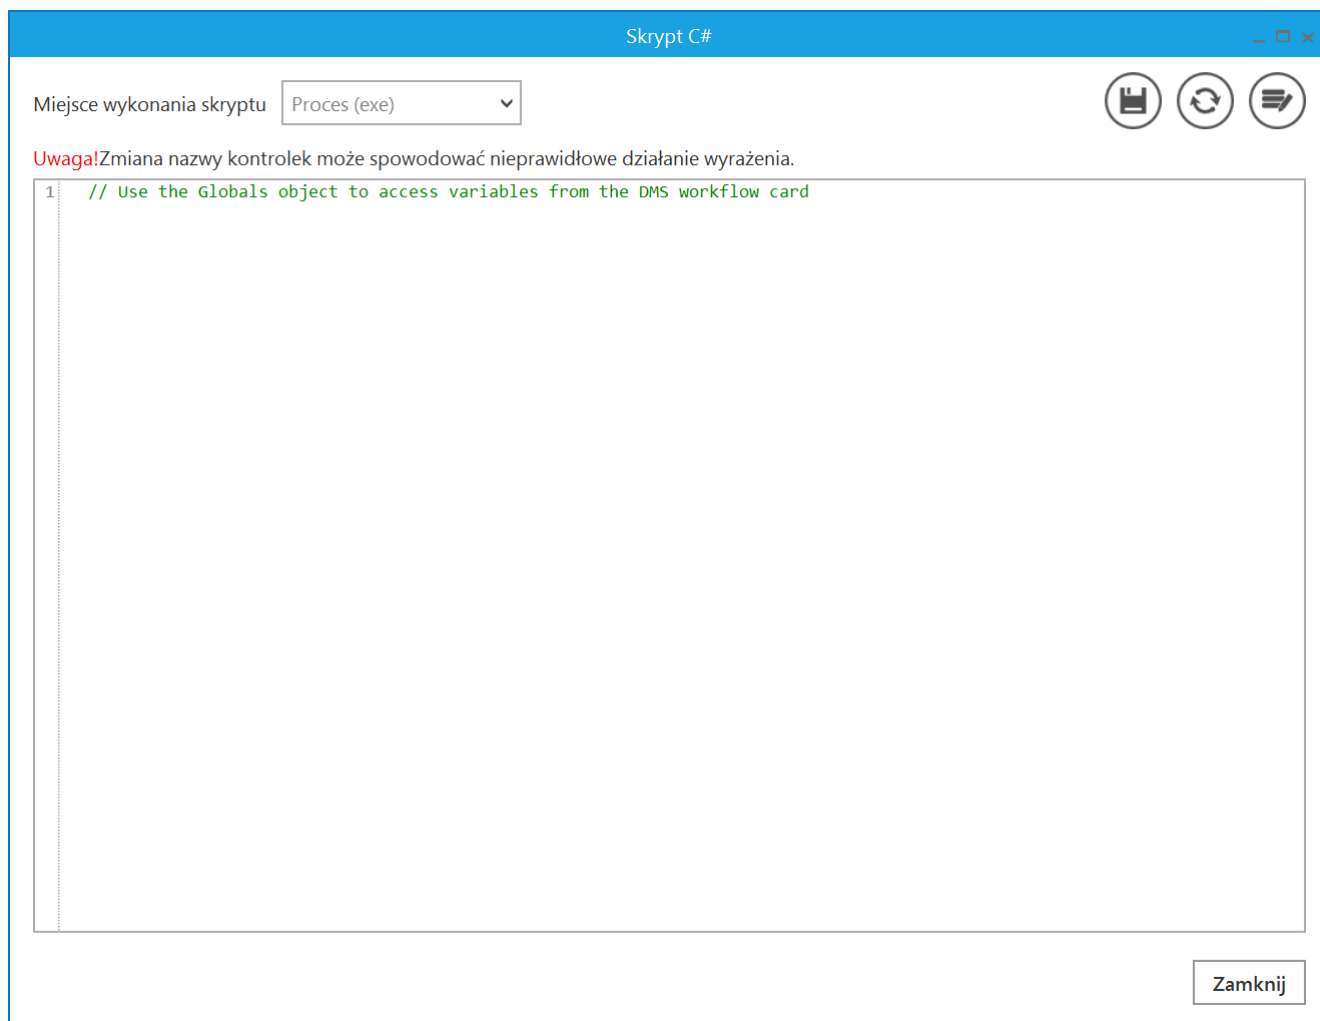 Skrypt C#
Miejsce wykonania skryptu Proces (exe)
Uwaga!Zmiana nazwy kontrolek może spowodować nieprawidłowe działanie wyrażenia.
1 // Use the Globals object to access variables from the DMS workflow card
Zamknij